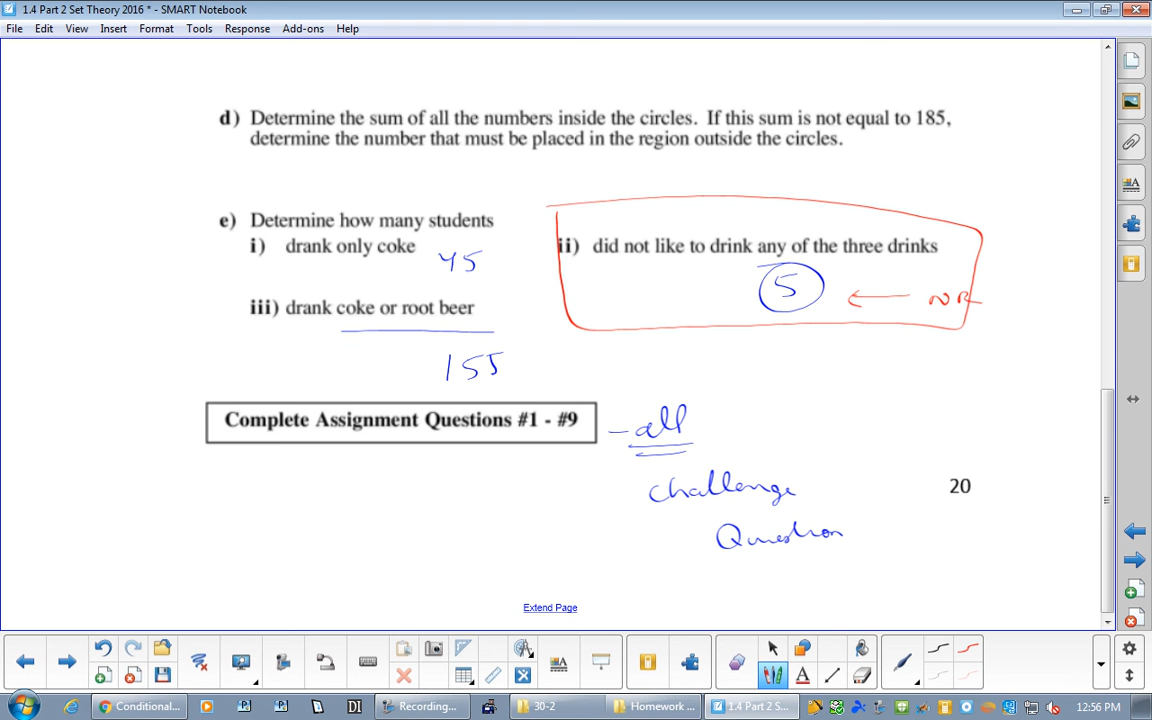 1.4 Part 2 Set Theory 2016 * - SMART Notebook
File Edit View Insert Format Tools Response Add-ons Help
d) Determine the sum of all the numbers inside the circles. If this sum is not equal to 185,
determine the number that must be placed in the region outside the circles.
e) Determine how many students
i) drank only coke 45
ii) did not like to drink any of the three drinks
5 ← NR
iii) drank coke or root beer
155
Complete Assignment Questions #1 - #9
- all
challenge
Question
20
Extend Page
Conditional... Recording... 30-2 Homework ... 1.4 Part 2 S... 12:56 PM